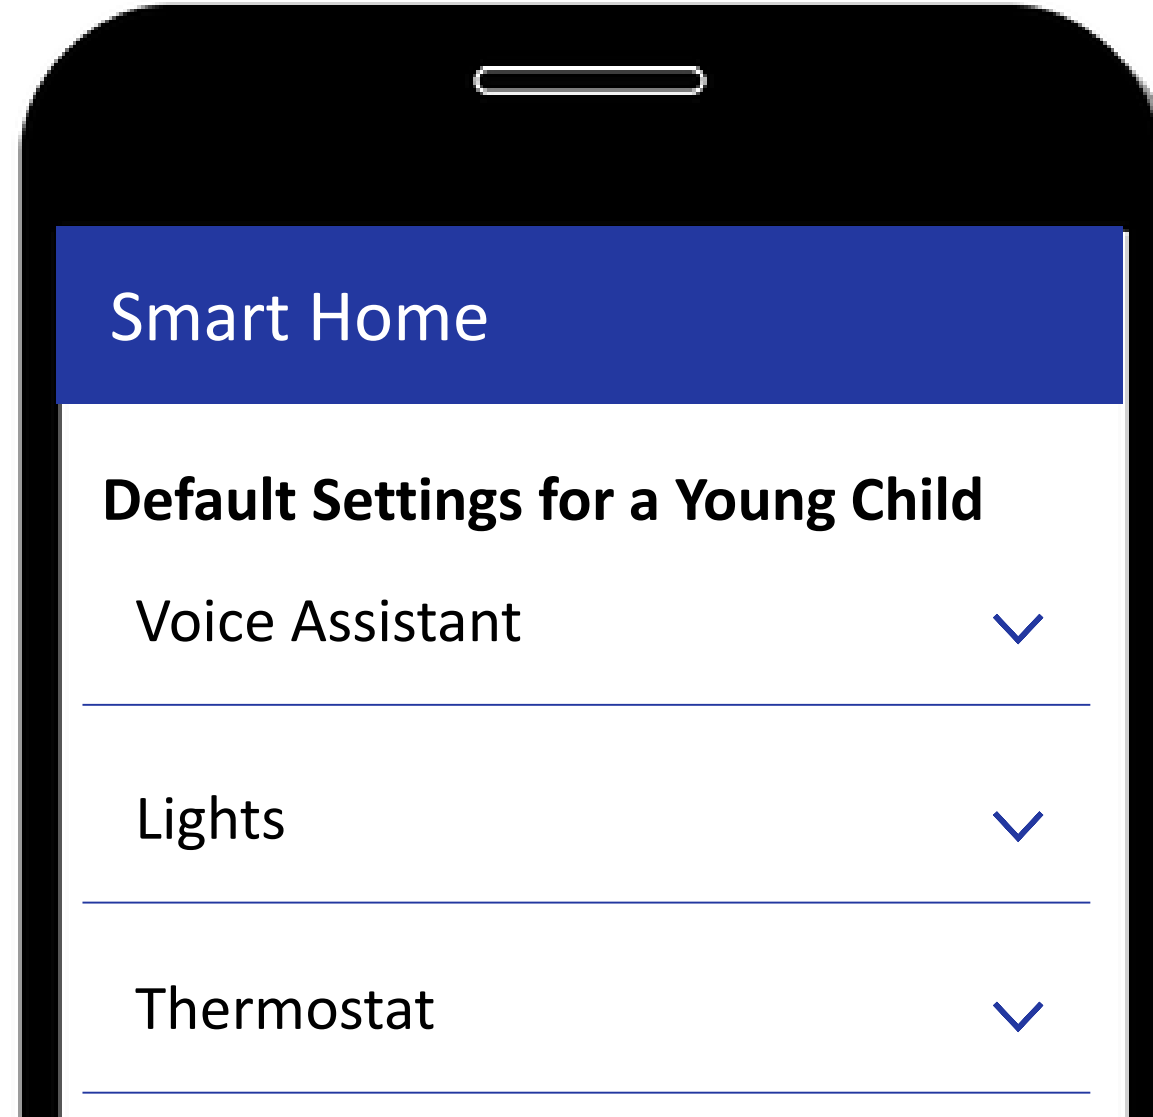 Smart Home
Default Settings for a Young Child
Voice Assistant
Lights
Thermostat